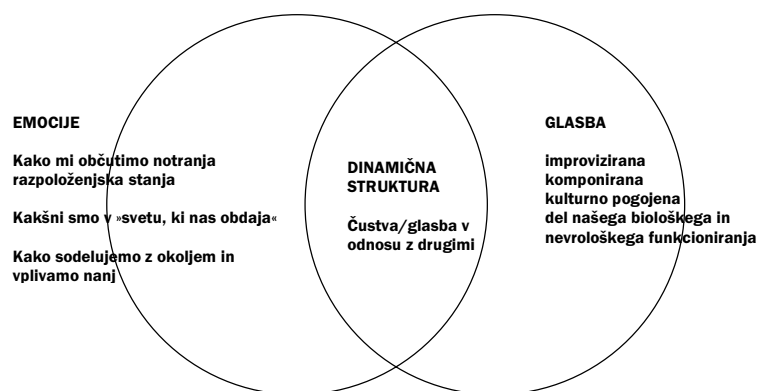 EMOCIJE
Kako mi občutimo notranja
razpoloženjska stanja
Kakšni smo v »svetu, ki nas obdaja«
Kako sodelujemo z okoljem in
vplivamo nanj
DINAMIČNA
STRUKTURA
Čustva/glasba v
odnosu z drugimi
GLASBA
improvizirana
komponirana
kulturno pogojena
del našega biološkega in
nevrološkega funkcioniranja